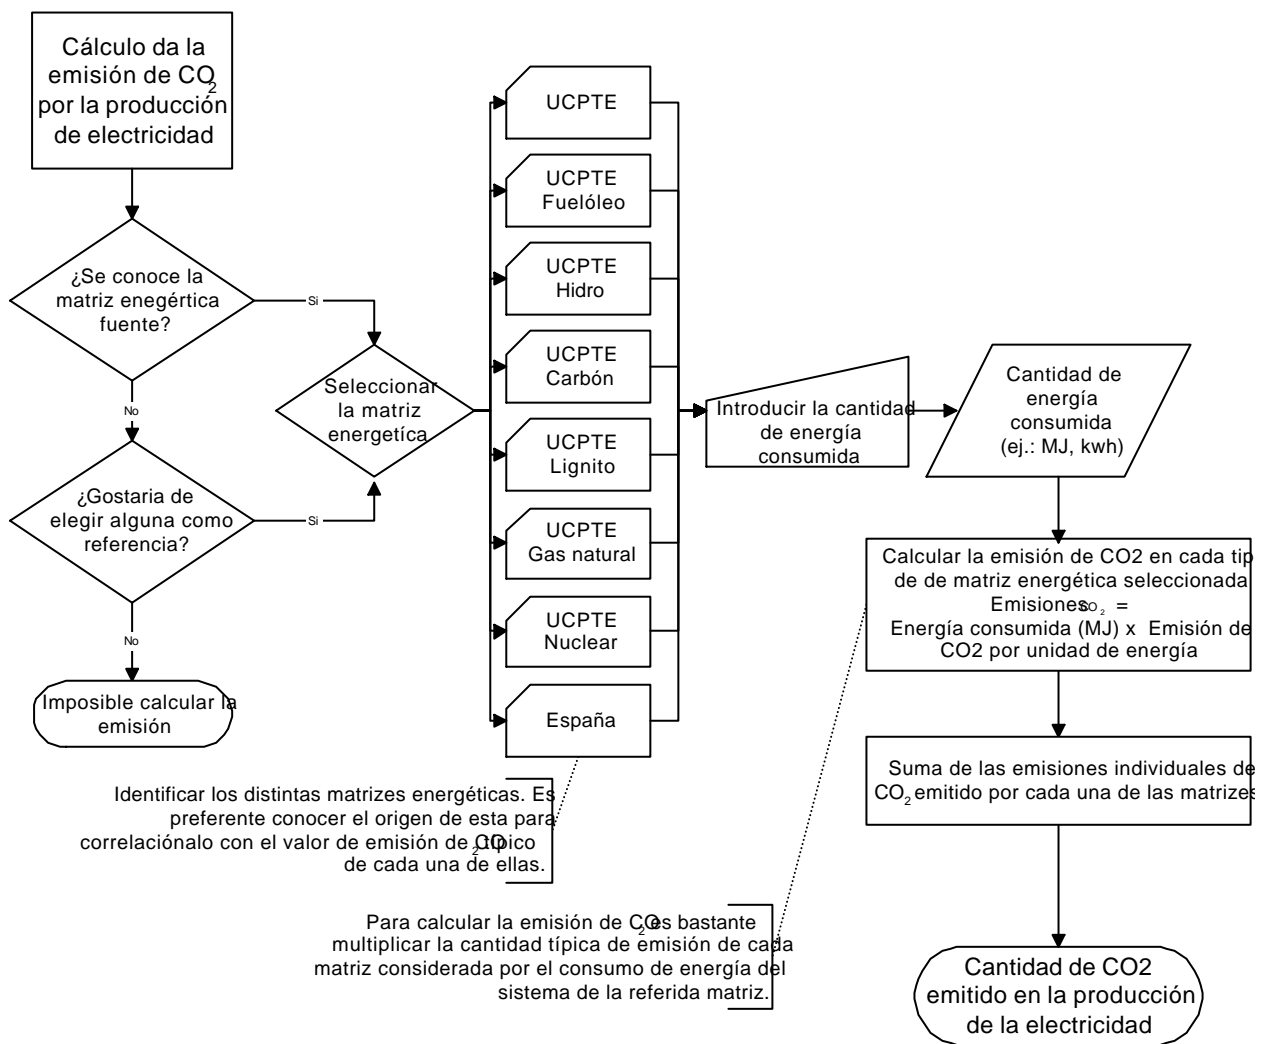 Cálculo da la
emisión de CO2
por la producción
de electricidad
¿Se conoce la
matriz enegértica
fuente?
Si
No
¿Gostaria de
elegir alguna como
referencia?
Si
No
Imposible calcular la
emisión
Seleccionar
la matriz
energetíca
UCPTE
UCPTE
Fuelóleo
UCPTE
Hidro
UCPTE
Carbón
UCPTE
Lignito
UCPTE
Gas natural
UCPTE
Nuclear
España
Introducir la cantidad
de energía
consumida
Cantidad de
energía
consumida
(ej.: MJ, kwh)
Calcular la emisión de CO2 en cada tip
de de matriz energética seleccionada
Emisiones CO2 =
Energía consumida (MJ) x Emisión de
CO2 por unidad de energía
Suma de las emisiones individuales de
CO2 emitido por cada una de las matrizes
Cantidad de CO2
emitido en la producción
de la electricidad
Identificar los distintas matrizes energéticas. Es
preferente conocer el origen de esta para
correlaciónalo con el valor de emisión de CO2 típico
de cada una de ellas.
Para calcular la emisión de CO2 es bastante
multiplicar la cantidad típica de emisión de cada
matriz considerada por el consumo de energía del
sistema de la referida matriz.